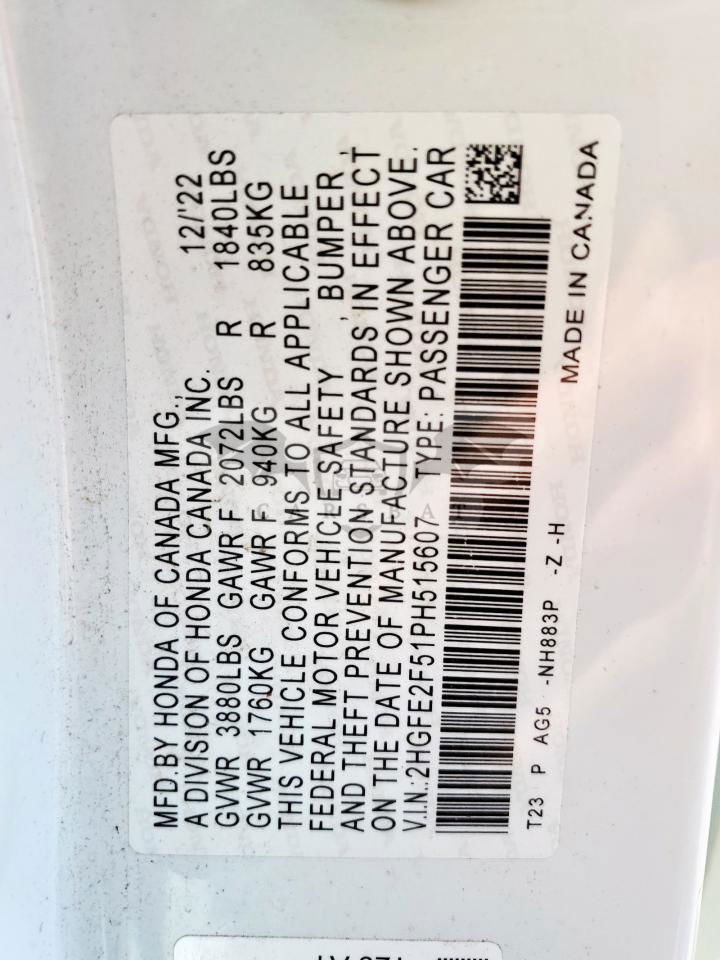 MFD.BY HONDA OF CANADA MFG.,
A DIVISION OF HONDA CANADA INC. 12/'22
GVWR 3880LBS GAWR F 2072LBS R 1840LBS
GVWR 1760KG GAWR F 940KG R 835KG
THIS VEHICLE CONFORMS TO ALL APPLICABLE
FEDERAL MOTOR VEHICLE SAFETY , BUMPER ,
AND THEFT PREVENTION STANDARDS IN EFFECT
ON THE DATE OF MANUFACTURE SHOWN ABOVE.
V.I.N.:2HGFE2F51PH515607 TYPE: PASSENGER CAR
T23 P AG5 -NH883P -Z -H
MADE IN CANADA